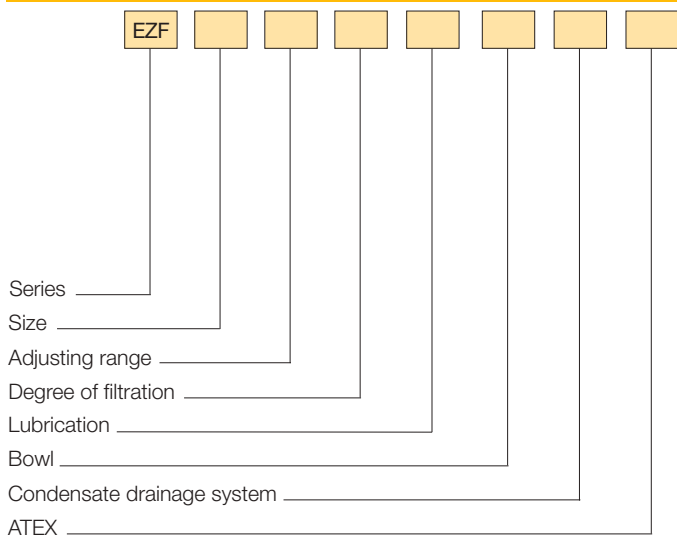 EZF
Series
Size
Adjusting range
Degree of filtration
Lubrication
Bowl
Condensate drainage system
ATEX